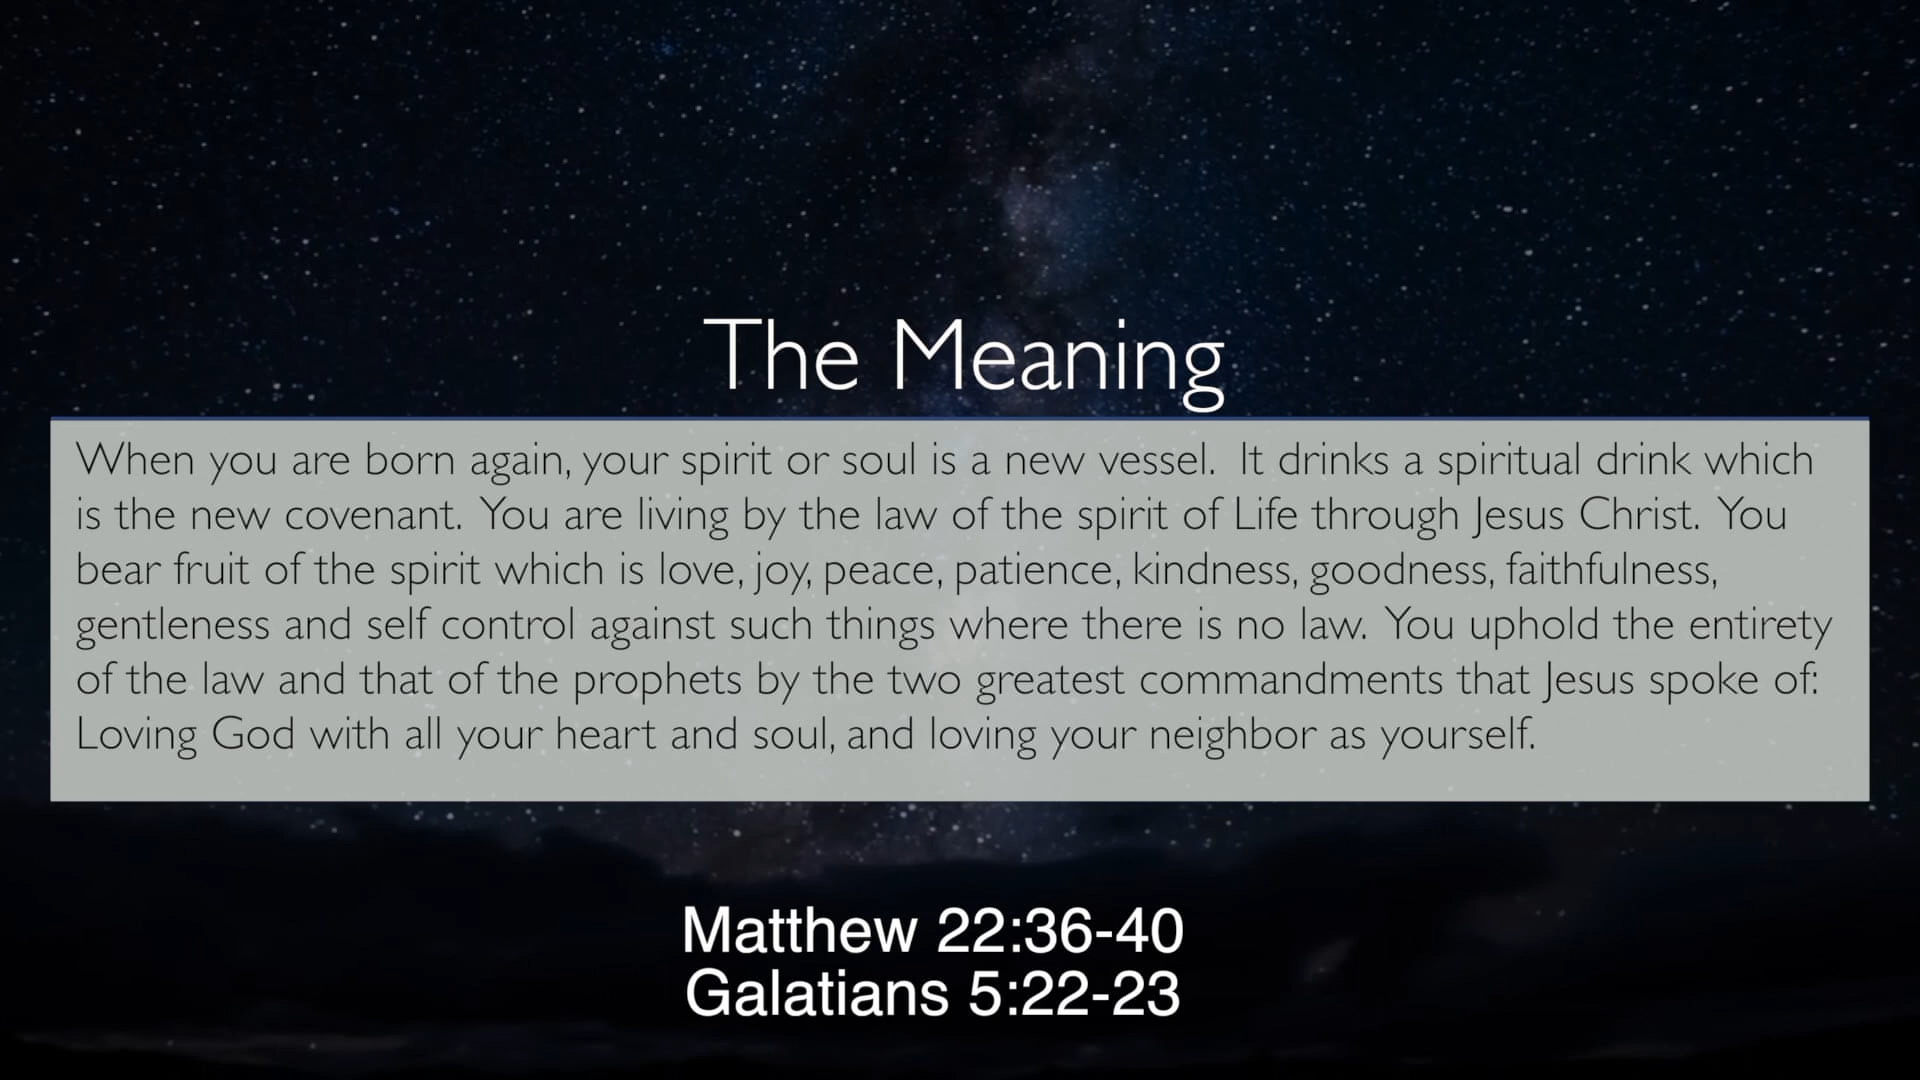 The Meaning
When you are born again, your spirit or soul is a new vessel.  It drinks a spiritual drink which
is the new covenant.  You are living by the law of the spirit of Life through Jesus Christ.  You
bear fruit of the spirit which is love, joy, peace, patience, kindness, goodness, faithfulness,
gentleness and self control against such things where there is no law.  You uphold the entirety
of the law and that of the prophets by the two greatest commandments that Jesus spoke of:
Loving God with all your heart and soul, and loving your neighbor as yourself.
Matthew 22:36-40
Galatians 5:22-23